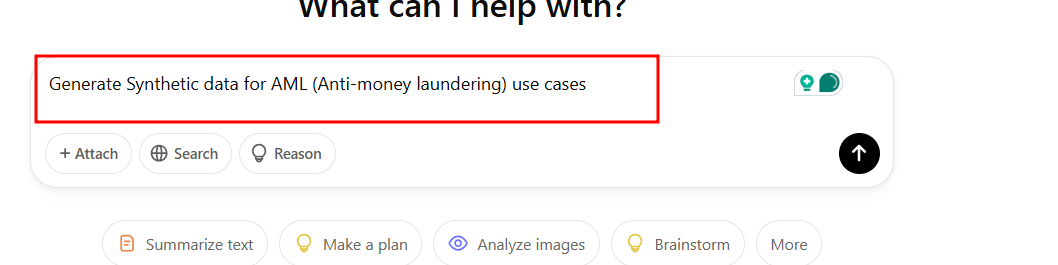 What can I help with?
Generate Synthetic data for AML (Anti-money laundering) use cases
+ Attach Search Reason
Summarize text Make a plan Analyze images Brainstorm More